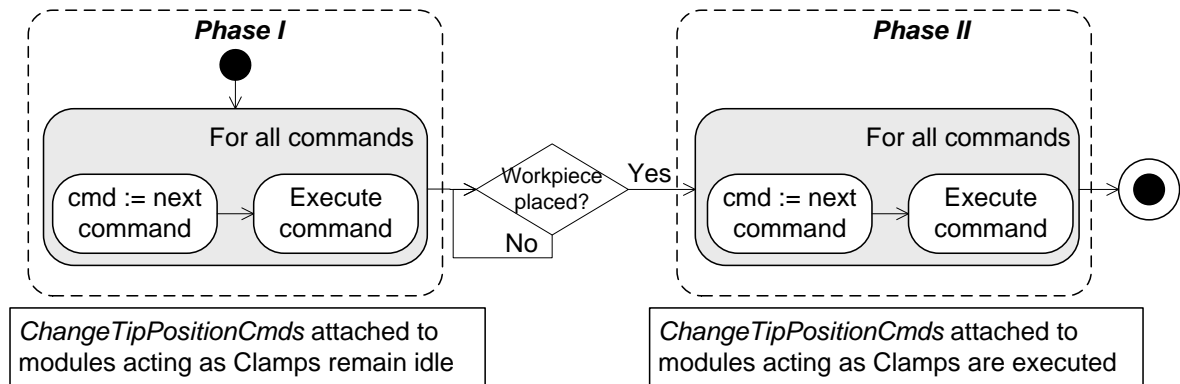 Phase I
For all commands
cmd := next
command
Execute
command
Workpiece
placed?
Yes
No
Phase II
For all commands
cmd := next
command
Execute
command
ChangeTipPositionCmds attached to
modules acting as Clamps remain idle
ChangeTipPositionCmds attached to
modules acting as Clamps are executed